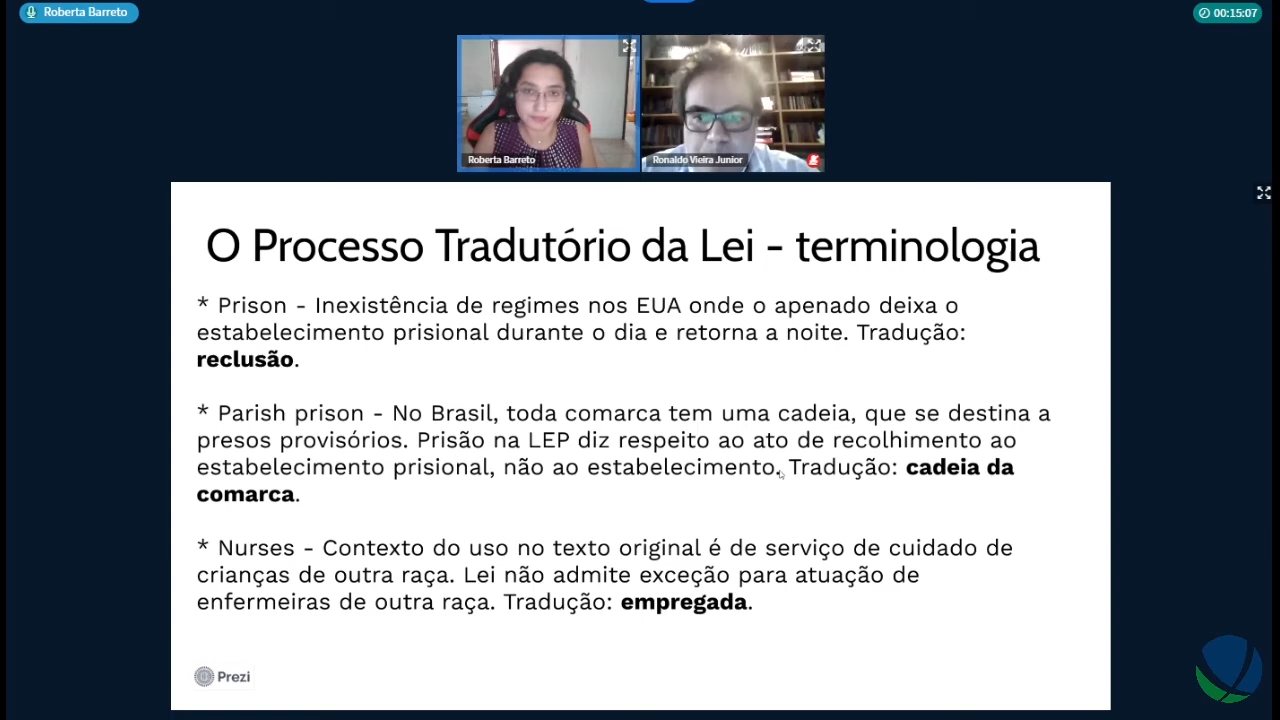 Roberta Barreto
00:15:07
Roberta Barreto
Ronaldo Vieira Junior
O Processo Tradutório da Lei - terminologia
* Prison - Inexistência de regimes nos EUA onde o apenado deixa o
estabelecimento prisional durante o dia e retorna a noite. Tradução:
reclusão.
* Parish prison - No Brasil, toda comarca tem uma cadeia, que se destina a
presos provisórios. Prisão na LEP diz respeito ao ato de recolhimento ao
estabelecimento prisional, não ao estabelecimento. Tradução: cadeia da
comarca.
* Nurses - Contexto do uso no texto original é de serviço de cuidado de
crianças de outra raça. Lei não admite exceção para atuação de
enfermeiras de outra raça. Tradução: empregada.
Prezi